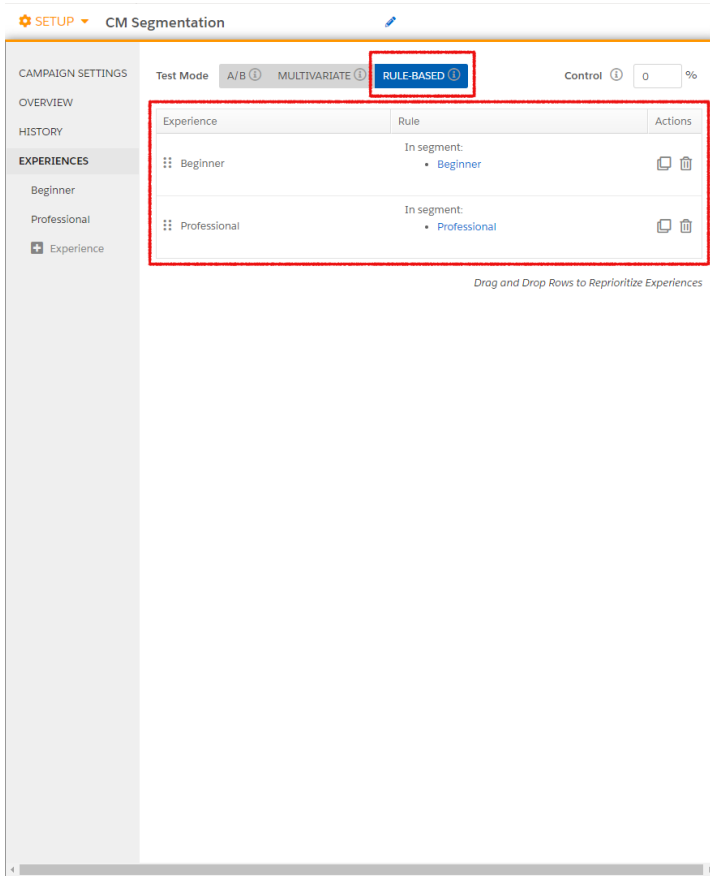 SETUP CM Segmentation
CAMPAIGN SETTINGS
OVERVIEW
HISTORY
EXPERIENCES
Beginner
Professional
Experience
Test Mode A/B MULTIVARIATE RULE-BASED Control 0 %
Experience Rule Actions
Beginner
In segment:
• Beginner
Professional
In segment:
• Professional
Drag and Drop Rows to Reprioritize Experiences